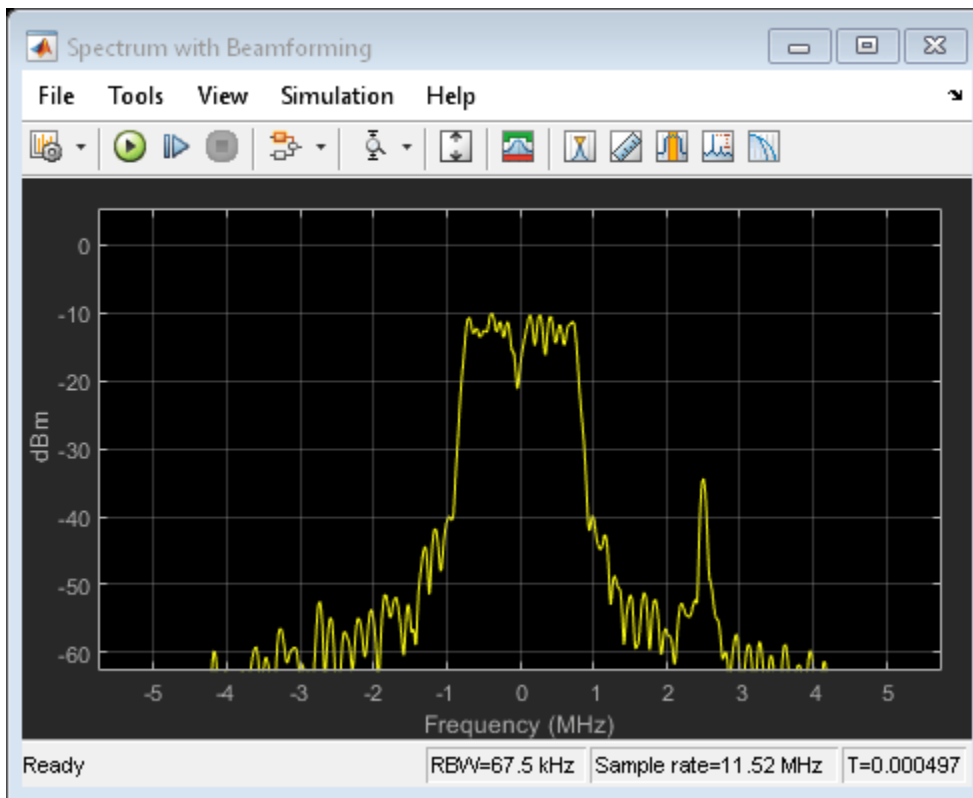 Spectrum with Beamforming
File Tools View Simulation Help
0
-10
-20
-30
-40
-50
-60
dBm
-5 -4 -3 -2 -1 0 1 2 3 4 5
Frequency (MHz)
Ready RBW=67.5 kHz Sample rate=11.52 MHz T=0.000497